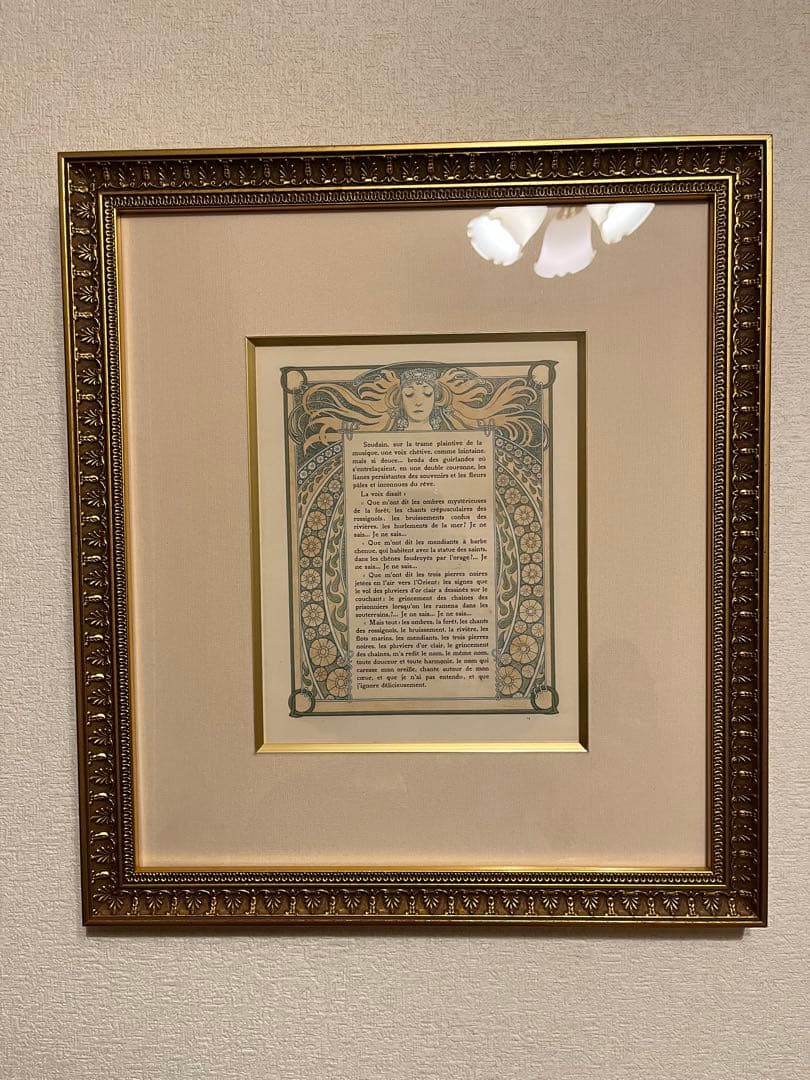 Soudain, sur la trame plaintive de la
musique, une voix chétive, comme lointaine,
mais si douce... broda des guirlandes où
s'entrelaçaient, en une double couronne, les
lianes persistantes des souvenirs et les fleurs
pâles et inconnues du rêve.
La voix disait :
« Que m'ont dit les ombres mystérieuses
de la forêt, les chants crépusculaires des
rossignols, les bruissements confus des
rivières, les hurlements de la mer? Je ne
sais... Je ne sais...
« Que m'ont dit les mendiants à barbe
chenue, qui habitent avec la statue des saints,
dans les chênes foudroyés par l'orage?... Je
ne sais... Je ne sais...
« Que m'ont dit les trois pierres noires
jetées en l'air vers l'Orient; les signes que
le vol des pluviers d'or clair a dessinés sur le
couchant; le grincement des chaînes des
prisonniers lorsqu'on les ramena dans les
souterrains?... Je ne sais... Je ne sais...
« Mais tout : les ombres, la forêt, les chants
des rossignols, le bruissement, la rivière, les
flots marins, les mendiants, les trois pierres
noires, les pluviers d'or clair, le grincement
des chaînes, m'a redit le nom, le même nom,
toute douceur et toute harmonie, le nom qui
caresse mon oreille, chante autour de mon
cœur, et que je n'ai pas entendu, et que
j'ignore délicieusement.